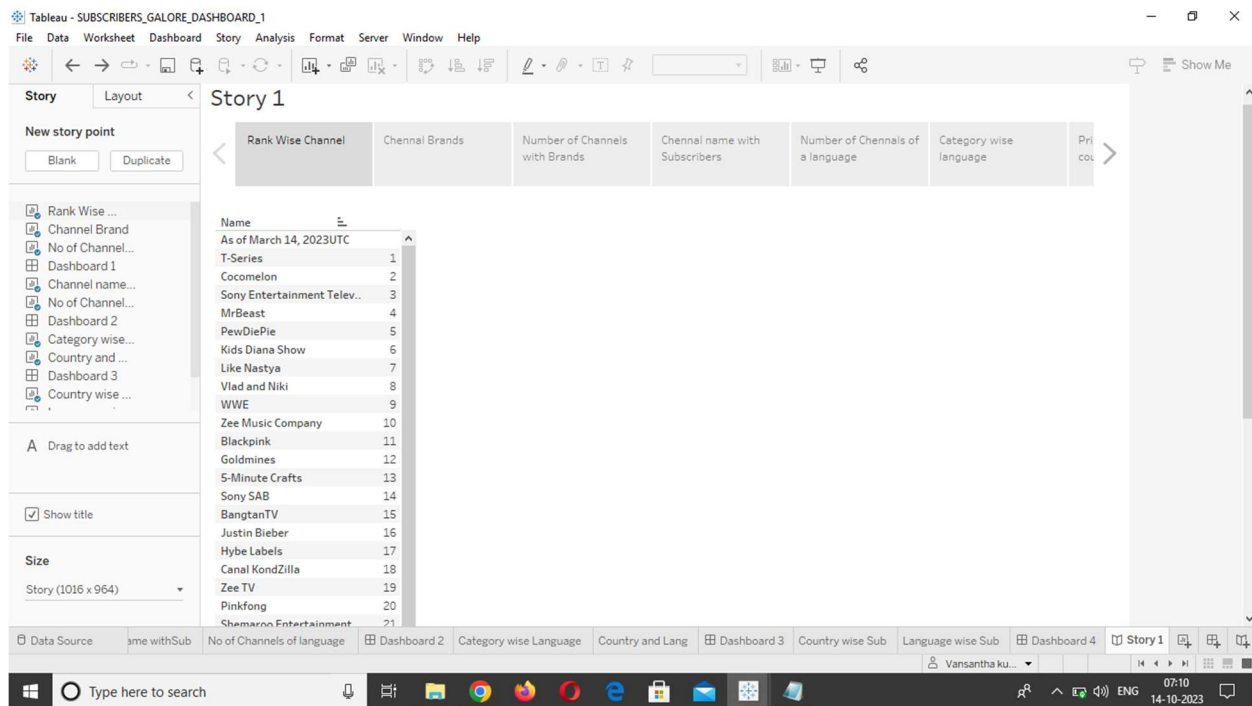 Tableau - SUBSCRIBERS_GALORE_DASHBOARD_1
File Data Worksheet Dashboard Story Analysis Format Server Window Help
Show Me
Story Layout
New story point
Blank Duplicate
Rank Wise ...
Channel Brand
No of Channel...
Dashboard 1
Channel name...
No of Channel...
Dashboard 2
Category wise...
Country and ...
Dashboard 3
Country wise ...
A Drag to add text
Show title
Size
Story (1016 x 964)
Story 1
Rank Wise Channel
Chennal Brands
Number of Channels
with Brands
Chennal name with
Subscribers
Number of Chennals of
a language
Category wise
language
Pri
cou
Name
As of March 14, 2023UTC
T-Series 1
Cocomelon 2
Sony Entertainment Telev.. 3
MrBeast 4
PewDiePie 5
Kids Diana Show 6
Like Nastya 7
Vlad and Niki 8
WWE 9
Zee Music Company 10
Blackpink 11
Goldmines 12
5-Minute Crafts 13
Sony SAB 14
BangtanTV 15
Justin Bieber 16
Hybe Labels 17
Canal KondZilla 18
Zee TV 19
Pinkfong 20
Shemaroo Entertainment 21
Data Source ame withSub No of Channels of language Dashboard 2 Category wise Language Country and Lang Dashboard 3 Country wise Sub Language wise Sub Dashboard 4 Story 1
Vansantha ku...
Type here to search
ENG
07:10
14-10-2023